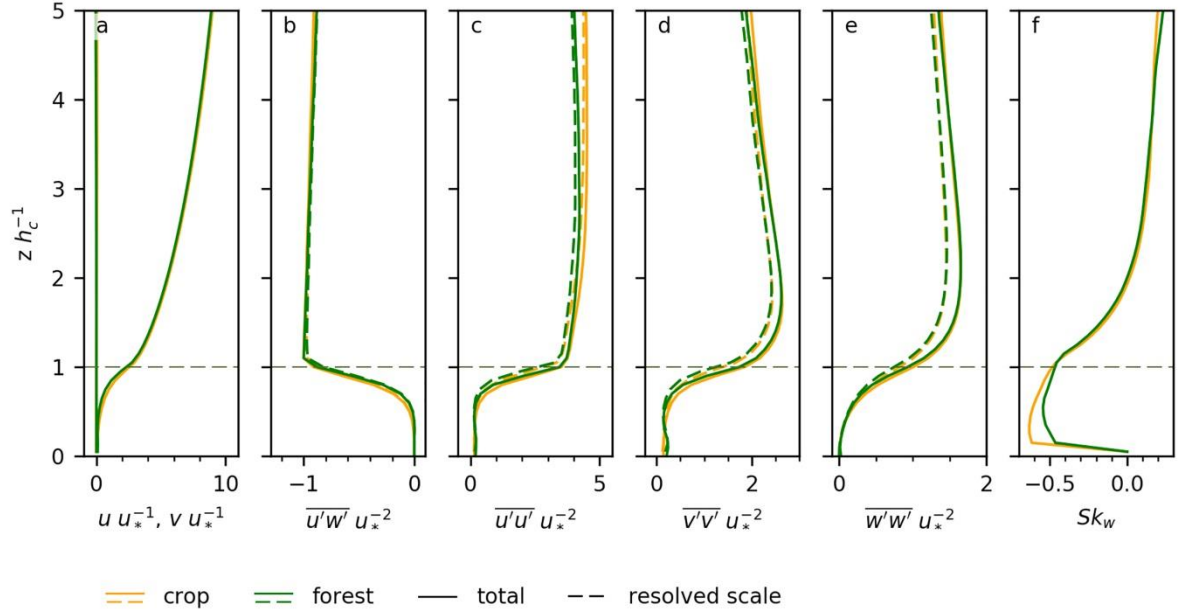 a b c d e f
5
4
3
2
1
0
z h_c^{-1}
0 10 −1 0 0 5 0 2 0 2 −0.5 0.0
u u_*^{-1}, v u_*^{-1}
\overline{u'w'} u_*^{-2}
\overline{u'u'} u_*^{-2}
\overline{v'v'} u_*^{-2}
\overline{w'w'} u_*^{-2}
Sk_w
crop forest total resolved scale